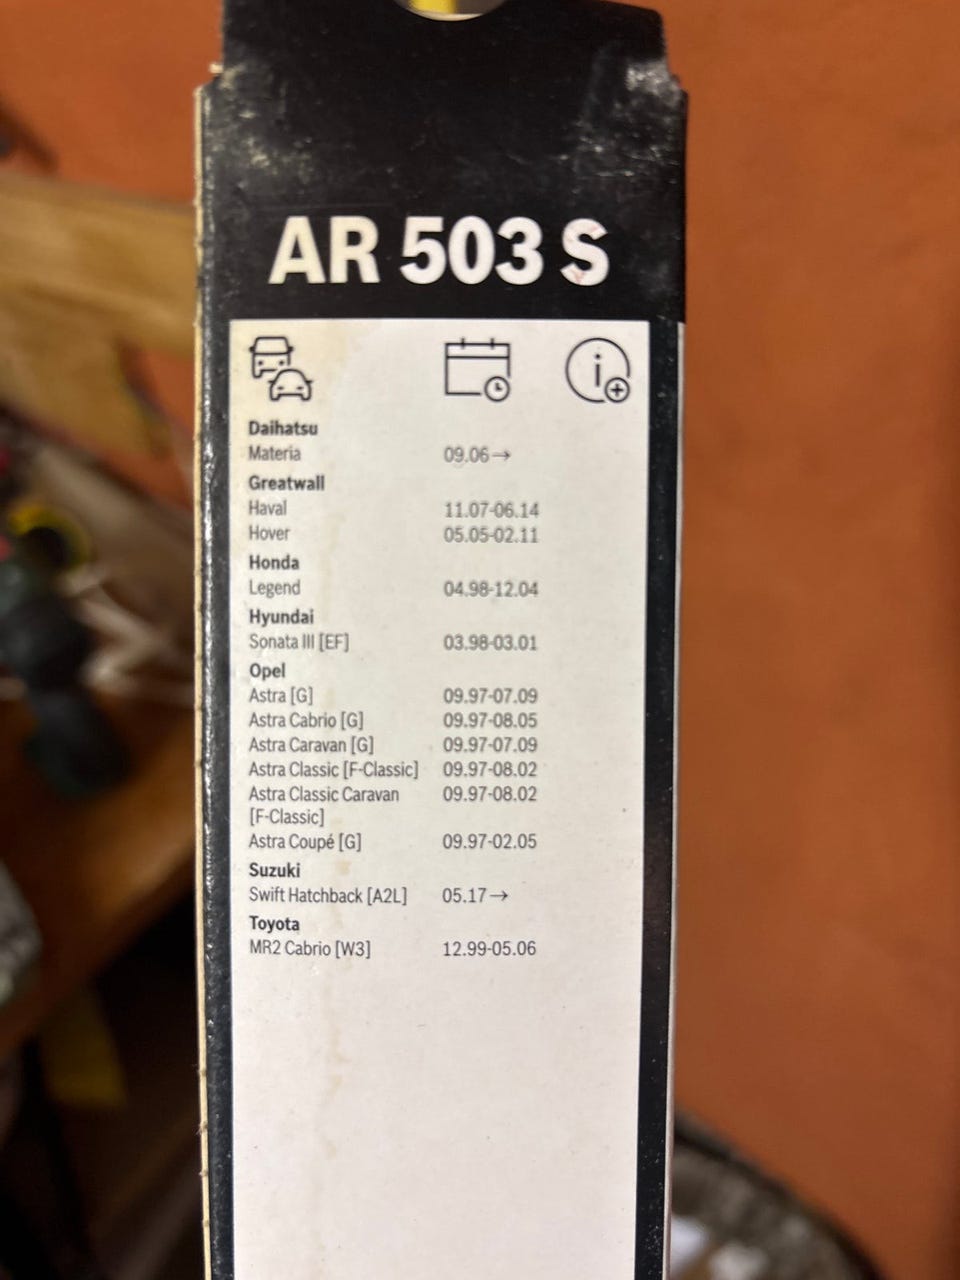 AR 503 S
Daihatsu
Materia 09.06→
Greatwall
Haval 11.07-06.14
Hover 05.05-02.11
Honda
Legend 04.98-12.04
Hyundai
Sonata III [EF] 03.98-03.01
Opel
Astra [G] 09.97-07.09
Astra Cabrio [G] 09.97-08.05
Astra Caravan [G] 09.97-07.09
Astra Classic [F-Classic] 09.97-08.02
Astra Classic Caravan 09.97-08.02
[F-Classic]
Astra Coupé [G] 09.97-02.05
Suzuki
Swift Hatchback [A2L] 05.17→
Toyota
MR2 Cabrio [W3] 12.99-05.06